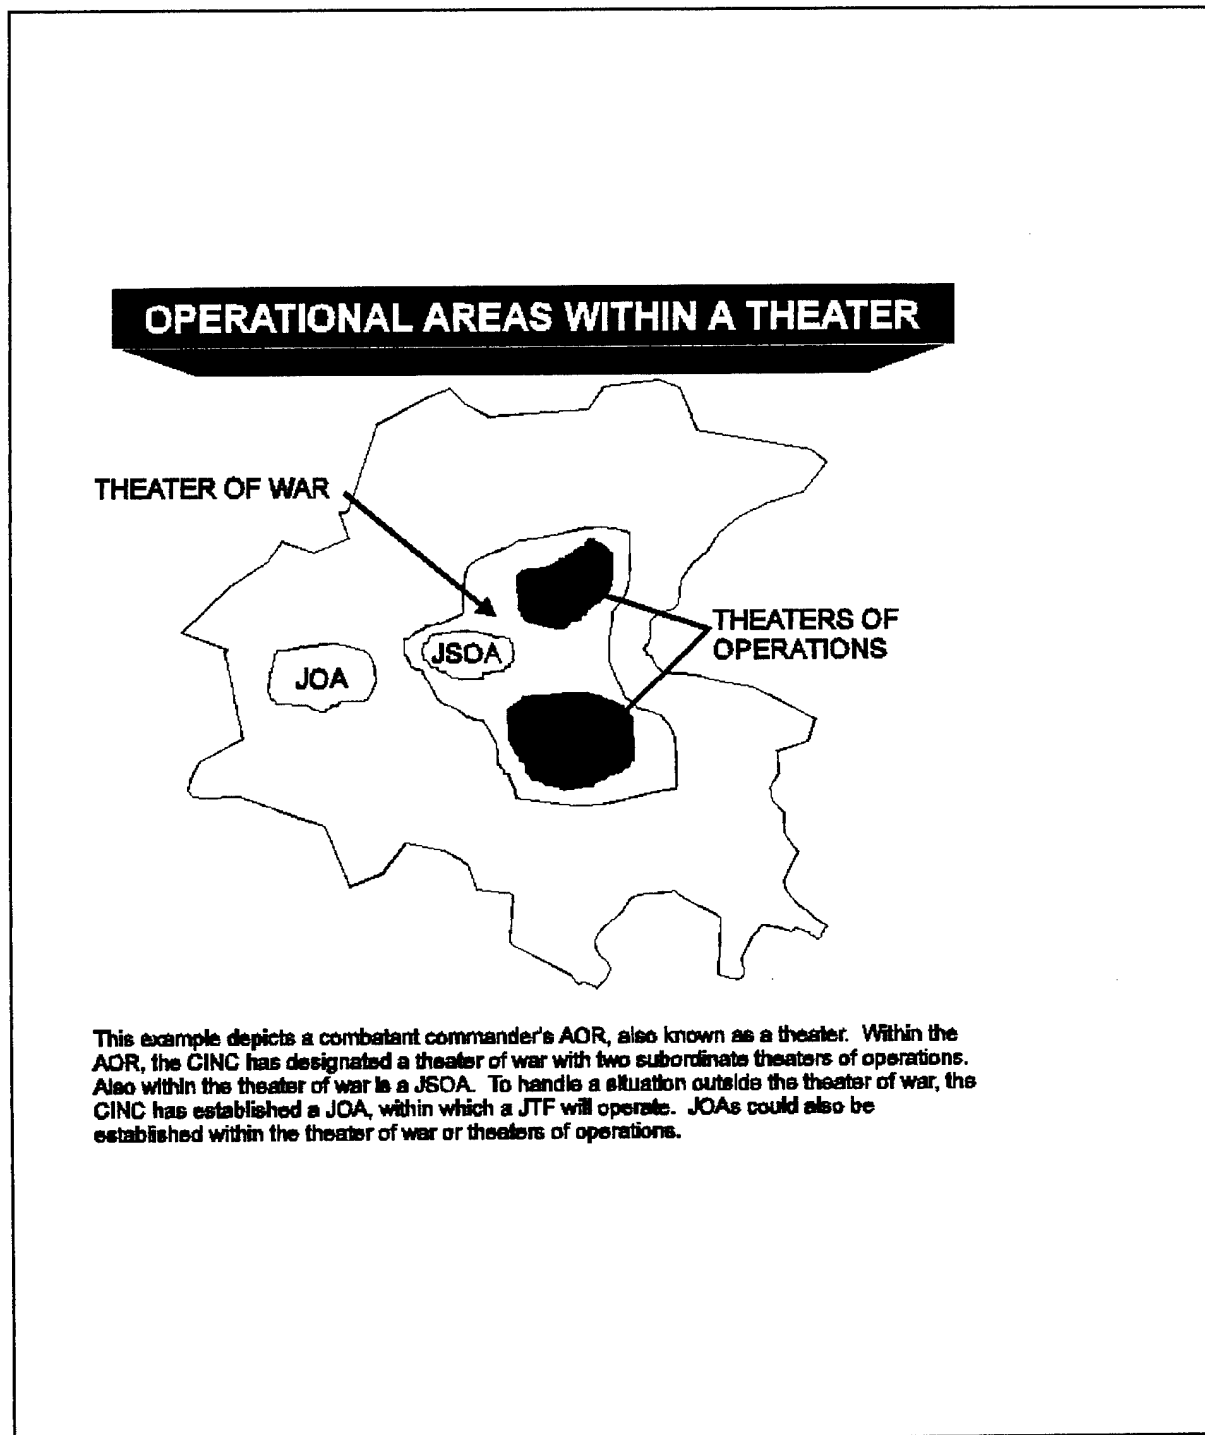 OPERATIONAL AREAS WITHIN A THEATER
THEATER OF WAR
THEATERS OF
OPERATIONS
JSOA
JOA
This example depicts a combatant commander's AOR, also known as a theater. Within the
AOR, the CINC has designated a theater of war with two subordinate theaters of operations.
Also within the theater of war is a JSOA. To handle a situation outside the theater of war, the
CINC has established a JOA, within which a JTF will operate. JOAs could also be
established within the theater of war or theaters of operations.